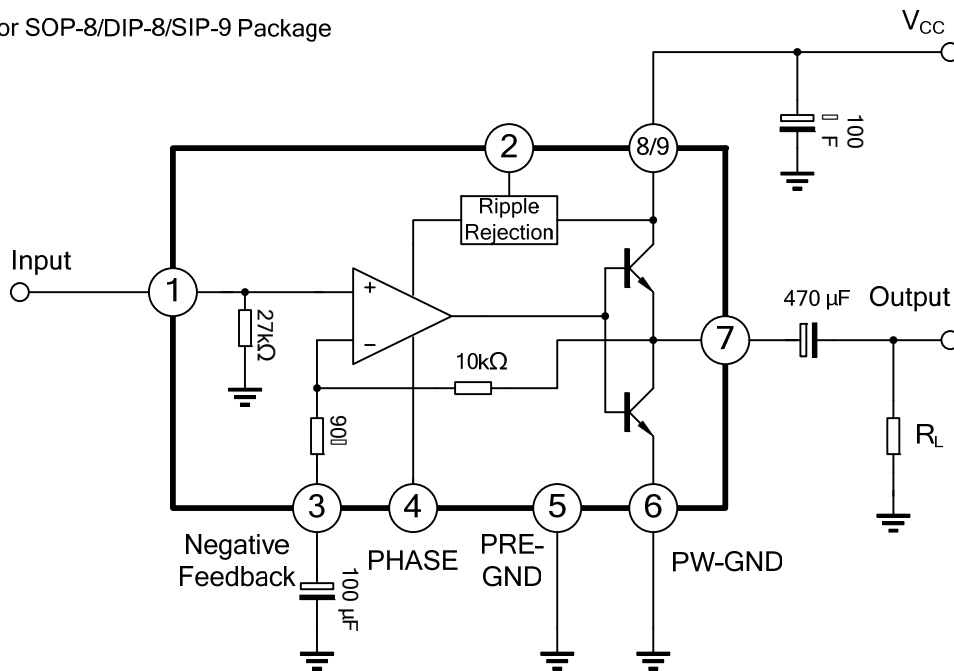 or SOP-8/DIP-8/SIP-9 Package
VCC
100
F
2
8/9
Ripple
Rejection
Input
1
+
27kΩ
−
10kΩ
470 µF
Output
7
90
RL
3
4
5
6
Negative
Feedback
PHASE
PRE-
GND
PW-GND
100 µF